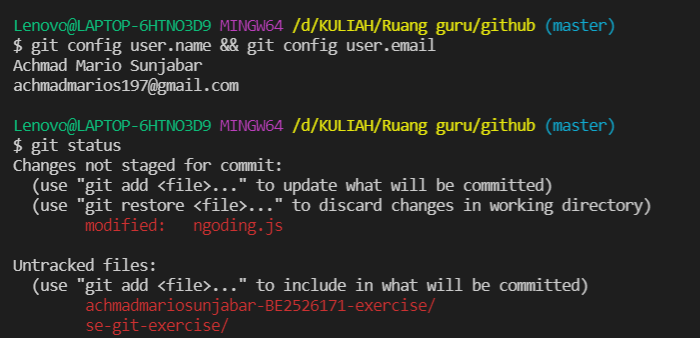 Lenovo@LAPTOP-6HTNO3D9 MINGW64 /d/KULIAH/Ruang guru/github (master)
$ git config user.name && git config user.email
Achmad Mario Sunjabar
achmadmarios197@gmail.com
Lenovo@LAPTOP-6HTNO3D9 MINGW64 /d/KULIAH/Ruang guru/github (master)
$ git status
Changes not staged for commit:
(use "git add <file>..." to update what will be committed)
(use "git restore <file>..." to discard changes in working directory)
modified: ngoding.js
Untracked files:
(use "git add <file>..." to include in what will be committed)
achmadmariosunjabar-BE2526171-exercise/
se-git-exercise/